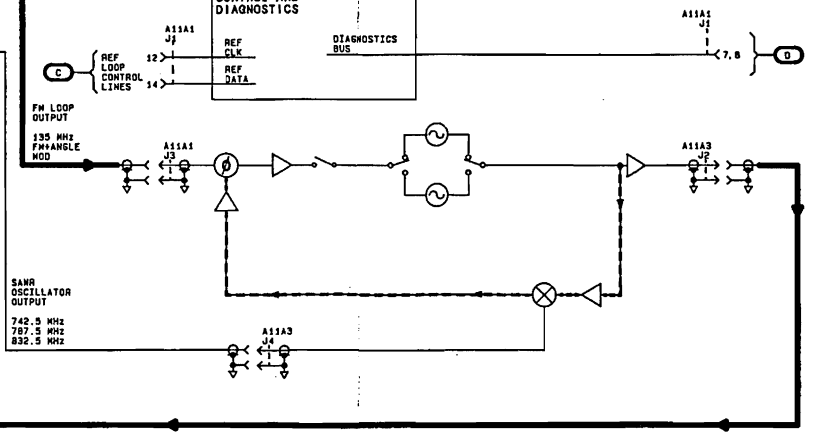 DIAGNOSTICS
A11A1
J1
C
REF
LOOP
CONTROL
LINES
12
14
REF
CLK
REF
DATA
DIAGNOSTICS
BUS
A11A1
J1
7,8
D
FM LOOP
OUTPUT
135 MHz
FM+ANGLE
MOD
A11A1
J3
ø
A11A3
J2
SAWR
OSCILLATOR
OUTPUT
742.5 MHz
787.5 MHz
832.5 MHz
A11A3
J4